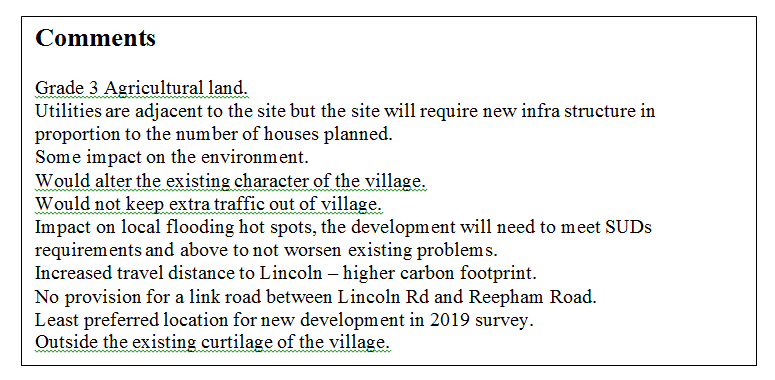 Comments
Grade 3 Agricultural land.
Utilities are adjacent to the site but the site will require new infra structure in
proportion to the number of houses planned.
Some impact on the environment.
Would alter the existing character of the village.
Would not keep extra traffic out of village.
Impact on local flooding hot spots, the development will need to meet SUDs
requirements and above to not worsen existing problems.
Increased travel distance to Lincoln – higher carbon footprint.
No provision for a link road between Lincoln Rd and Reepham Road.
Least preferred location for new development in 2019 survey.
Outside the existing curtilage of the village.